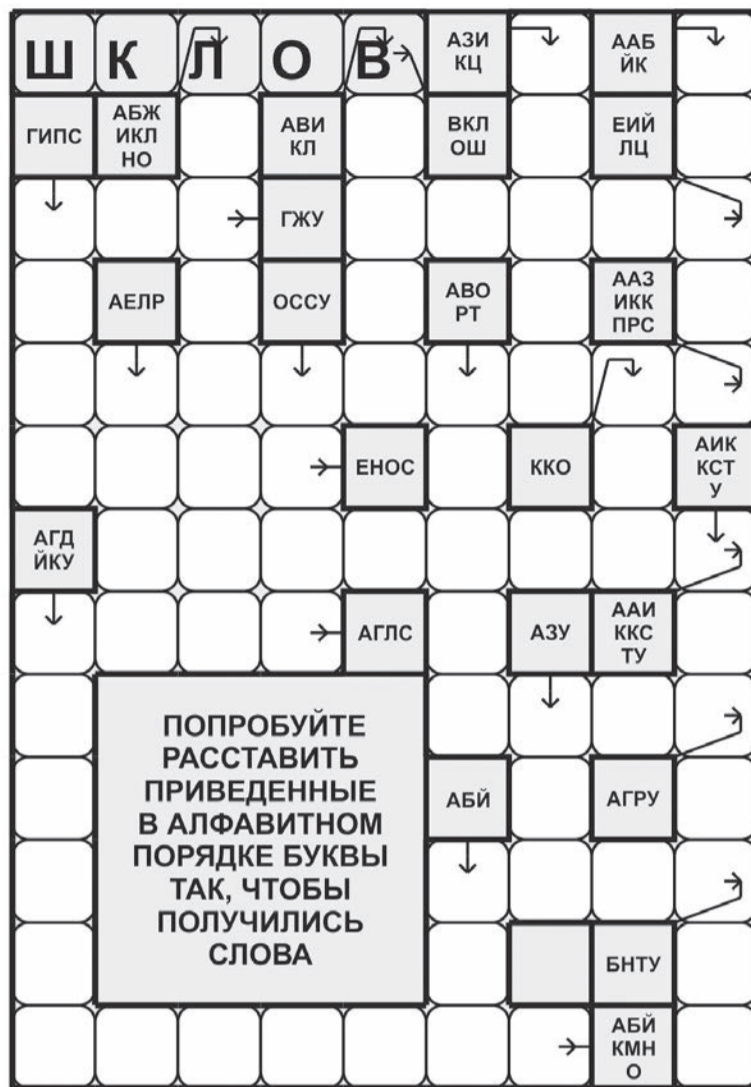 ШКЛОВ
АЗИ
КЦ
ААБ
ЙК
ГИПС
АБЖ
ИКЛ
НО
АВИ
КЛ
ВКЛ
ОШ
ЕИЙ
ЛЦ
ГЖУ
АЕЛР
ОССУ
АВО
РТ
ААЗ
ИКК
ПРС
ЕНОС
ККО
АИК
КСТ
У
АГД
ЙКУ
АГЛС
АЗУ
ААИ
ККС
ТУ
ПОПРОБУЙТЕ
РАССТАВИТЬ
ПРИВЕДЕННЫЕ
В АЛФАВИТНОМ
ПОРЯДКЕ БУКВЫ
ТАК, ЧТОБЫ
ПОЛУЧИЛИСЬ
СЛОВА
АБЙ
АГРУ
БНТУ
АБЙ
КМН
О